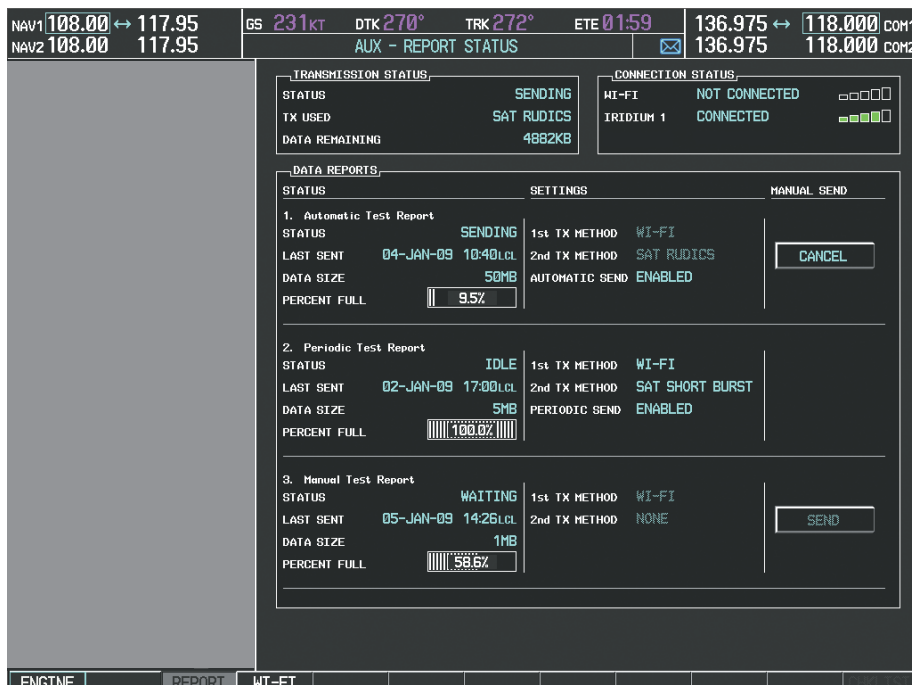 NAV1 108.00 ↔ 117.95 GS 231KT DTK 270° TRK 272° ETE 01:59 136.975 ↔ 118.000 COM1
NAV2 108.00 117.95 AUX - REPORT STATUS 136.975 118.000 COM2
TRANSMISSION STATUS CONNECTION STATUS
STATUS SENDING WI-FI NOT CONNECTED
TX USED SAT RUDICS IRIDIUM 1 CONNECTED
DATA REMAINING 4882KB
DATA REPORTS
STATUS SETTINGS MANUAL SEND
1. Automatic Test Report
STATUS SENDING 1st TX METHOD WI-FI
LAST SENT 04-JAN-09 10:40LCL 2nd TX METHOD SAT RUDICS CANCEL
DATA SIZE 50MB AUTOMATIC SEND ENABLED
PERCENT FULL 9.5%
2. Periodic Test Report
STATUS IDLE 1st TX METHOD WI-FI
LAST SENT 02-JAN-09 17:00LCL 2nd TX METHOD SAT SHORT BURST
DATA SIZE 5MB PERIODIC SEND ENABLED
PERCENT FULL 100.0%
3. Manual Test Report
STATUS WAITING 1st TX METHOD WI-FI
LAST SENT 05-JAN-09 14:26LCL 2nd TX METHOD NONE SEND
DATA SIZE 1MB
PERCENT FULL 58.6%
ENGINE REPORT WI-FI CHKLIST